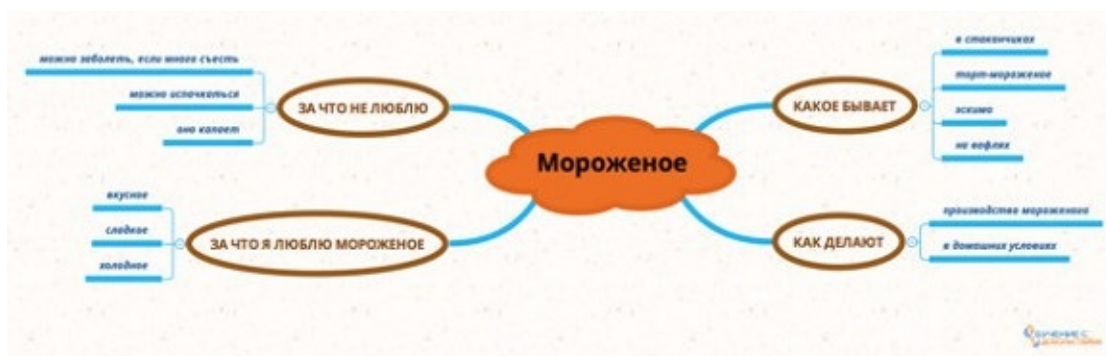 Мороженое
ЗА ЧТО НЕ ЛЮБЛЮ
можно заболеть, если много съесть
можно испачкаться
оно капает
КАКОЕ БЫВАЕТ
в стаканчиках
торт-мороженое
эскимо
на вафлях
ЗА ЧТО Я ЛЮБЛЮ МОРОЖЕНОЕ
вкусное
сладкое
холодное
КАК ДЕЛАЮТ
производство мороженого
в домашних условиях